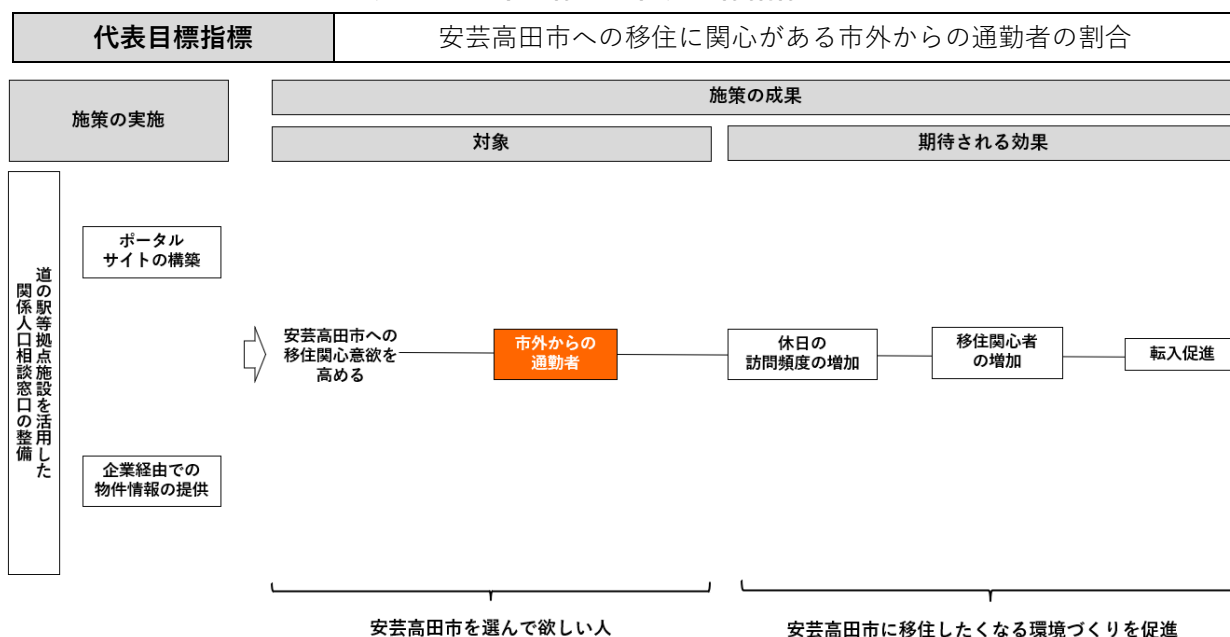 代表目標指標
安芸高田市への移住に関心がある市外からの通勤者の割合
施策の実施
施策の成果
対象
期待される効果
道の駅等拠点施設を活用した
関係人口相談窓口の整備
ポータル
サイトの構築
企業経由での
物件情報の提供
安芸高田市への
移住関心意欲を
高める
市外からの
通勤者
休日の
訪問頻度の増加
移住関心者
の増加
転入促進
安芸高田市を選んで欲しい人
安芸高田市に移住したくなる環境づくりを促進